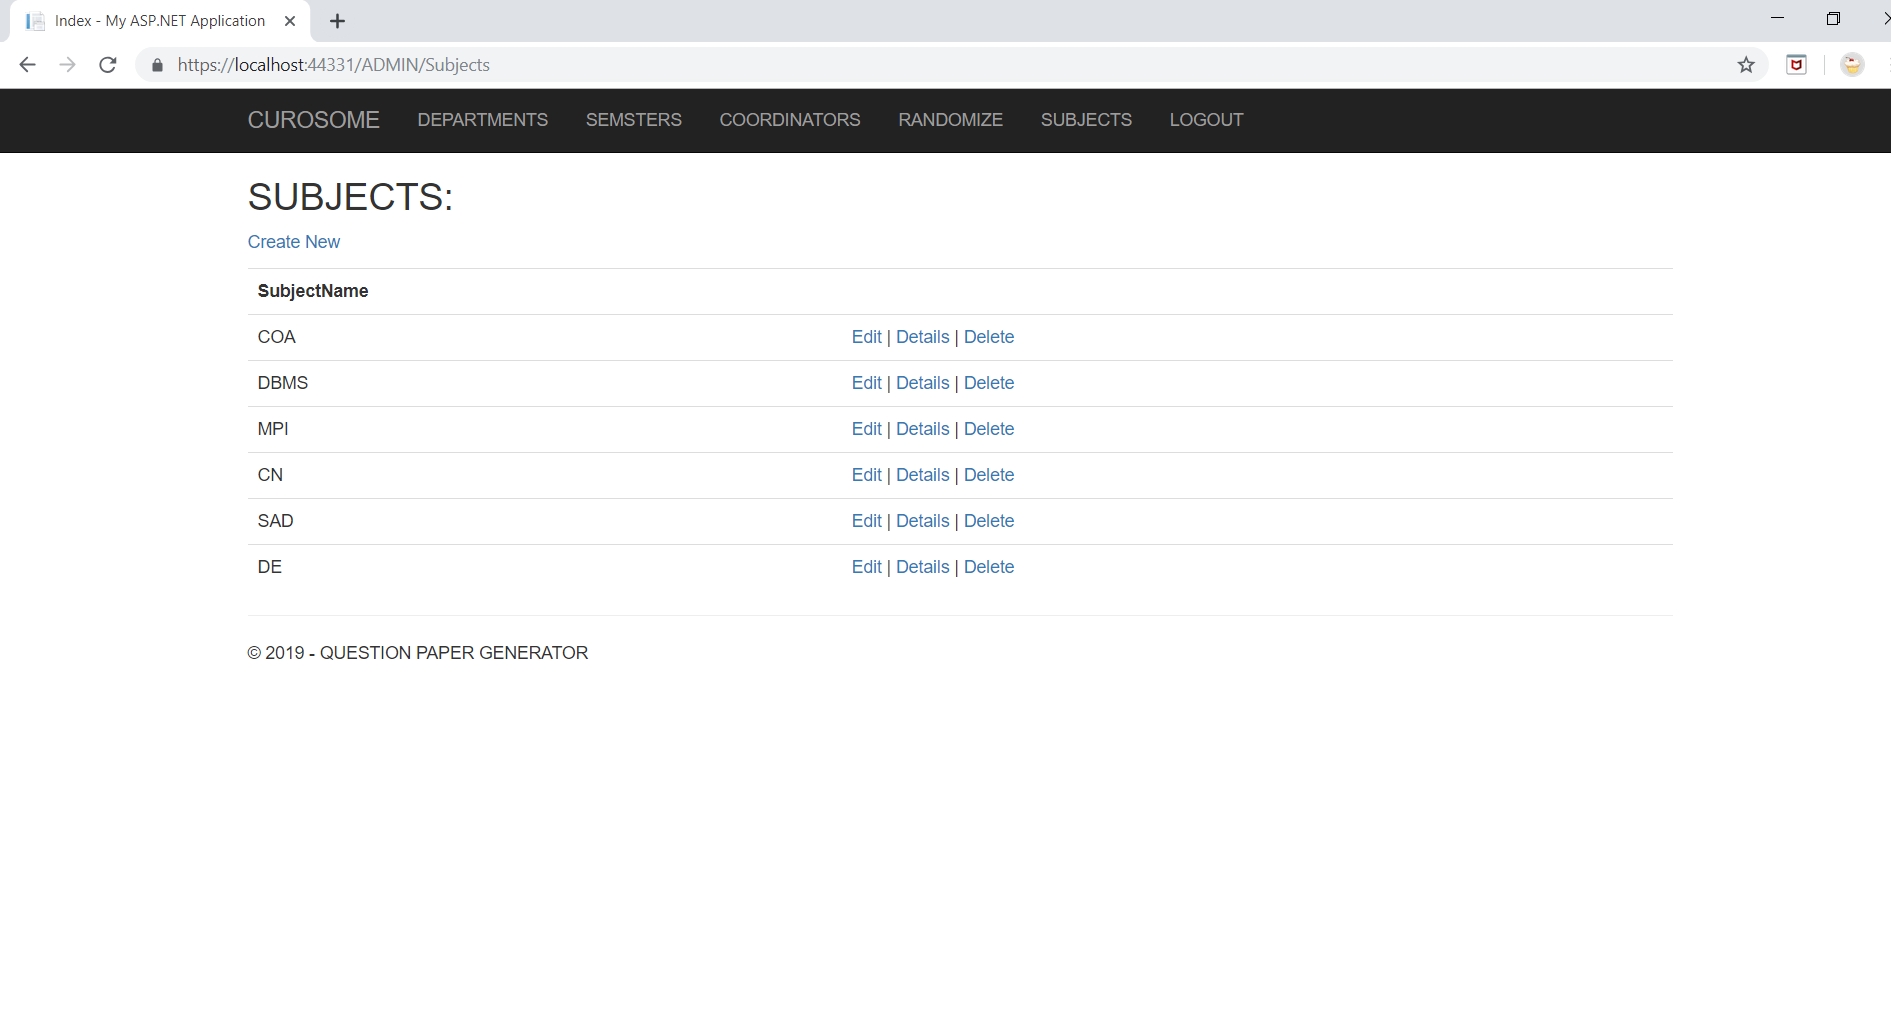 Index - My ASP.NET Application
https://localhost:44331/ADMIN/Subjects
CUROSOME DEPARTMENTS SEMSTERS COORDINATORS RANDOMIZE SUBJECTS LOGOUT
SUBJECTS:
Create New
SubjectName
COA Edit | Details | Delete
DBMS Edit | Details | Delete
MPI Edit | Details | Delete
CN Edit | Details | Delete
SAD Edit | Details | Delete
DE Edit | Details | Delete
© 2019 - QUESTION PAPER GENERATOR